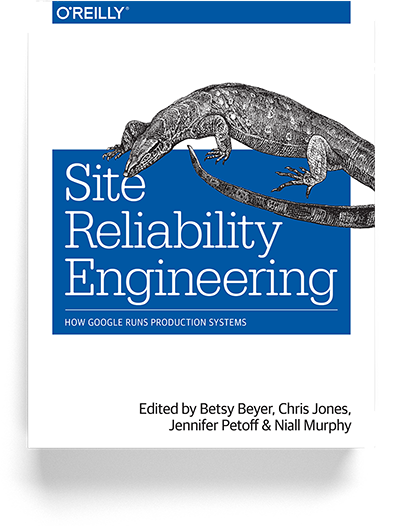 O'REILLY®
Site
Reliability
Engineering
HOW GOOGLE RUNS PRODUCTION SYSTEMS
Edited by Betsy Beyer, Chris Jones,
Jennifer Petoff & Niall Murphy